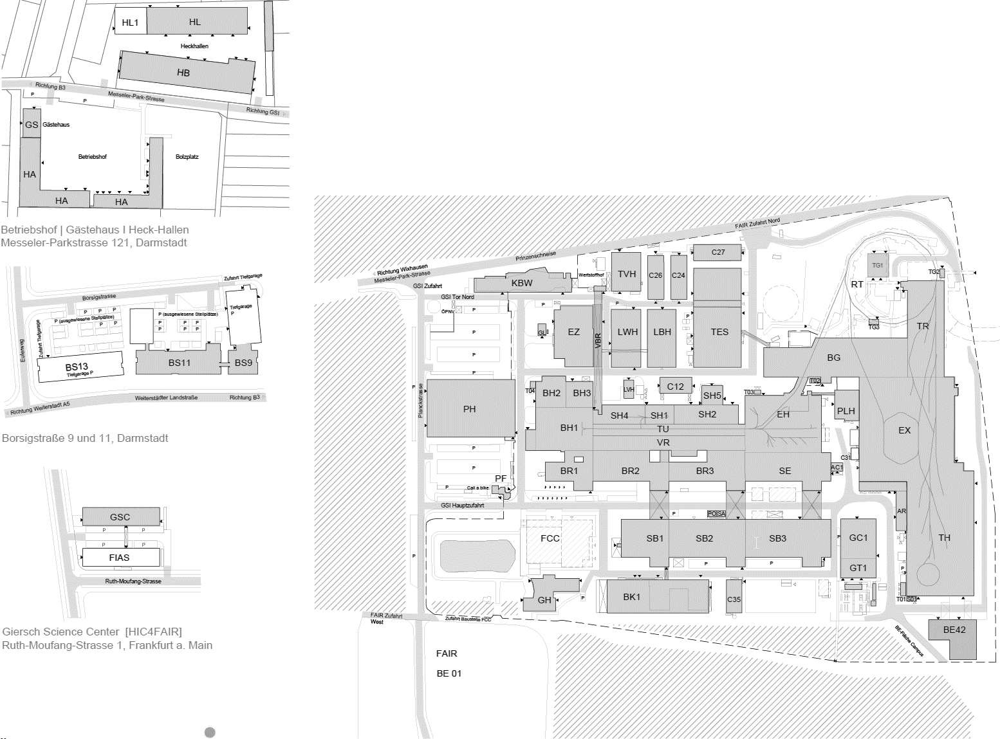 HL1
HL
Heckhallen
HB
Richtung B3
Messeler-Park-Strasse
Richtung GSI
P
P
GS
Gästehaus
Betriebshof
Bolzplatz
HA
HA
HA
Betriebshof | Gästehaus I Heck-Hallen
Messeler-Parkstrasse 121, Darmstadt
Zufahrt Tiefgarage
Borsigstrasse
P P P
P (ausgewiesene Stellplätze)
P P
P (ausgewiesene Stellplätze)
P P P
P P P
Tiefgarage
P
Zufahrt Tiefgarage
Eulerweg
BS13
Tiefgarage P
BS11
BS9
Weiterstädter Landstraße
Richtung B3
Richtung Weiterstadt A5
Borsigstraße 9 und 11, Darmstadt
GSC
P P
P P
FIAS
Ruth-Moufang-Strasse
Giersch Science Center [HIC4FAIR]
Ruth-Moufang-Strasse 1, Frankfurt a. Main
FAIR Zufahrt Nord
Prinzenschneise
Richtung Wixhausen
Messeler-Park-Strasse
GSI Zufahrt
GSI Tor Nord
ÖPNV
KBW
Wertstoffhof
TVH
C26
C24
C27
TG1
TG2
RT
TG3
TR
P
P
P
P
P
P
P
GL
EZ
VBR
LWH
LBH
TES
BG
Planckstrasse
P
PH
T04
BH2
BH3
LVH
C12
SH5
T03
T02
PLH
SH4
SH1
SH2
EH
BH1
TU
VR
EX
P
P
P
PF
Call a bike
BR1
BR2
BR3
SE
AC1
C31
GSI Hauptzufahrt
P
PO
SA
AR
FCC
SB1
SB2
SB3
P
GC1
TH
P
P
P
GT1
P
GH
P
BK1
C35
T01
S01
FAIR Zufahrt
West
Zufahrt Baustelle FCC
BE42
BE-Fläche Campus
FAIR
BE 01